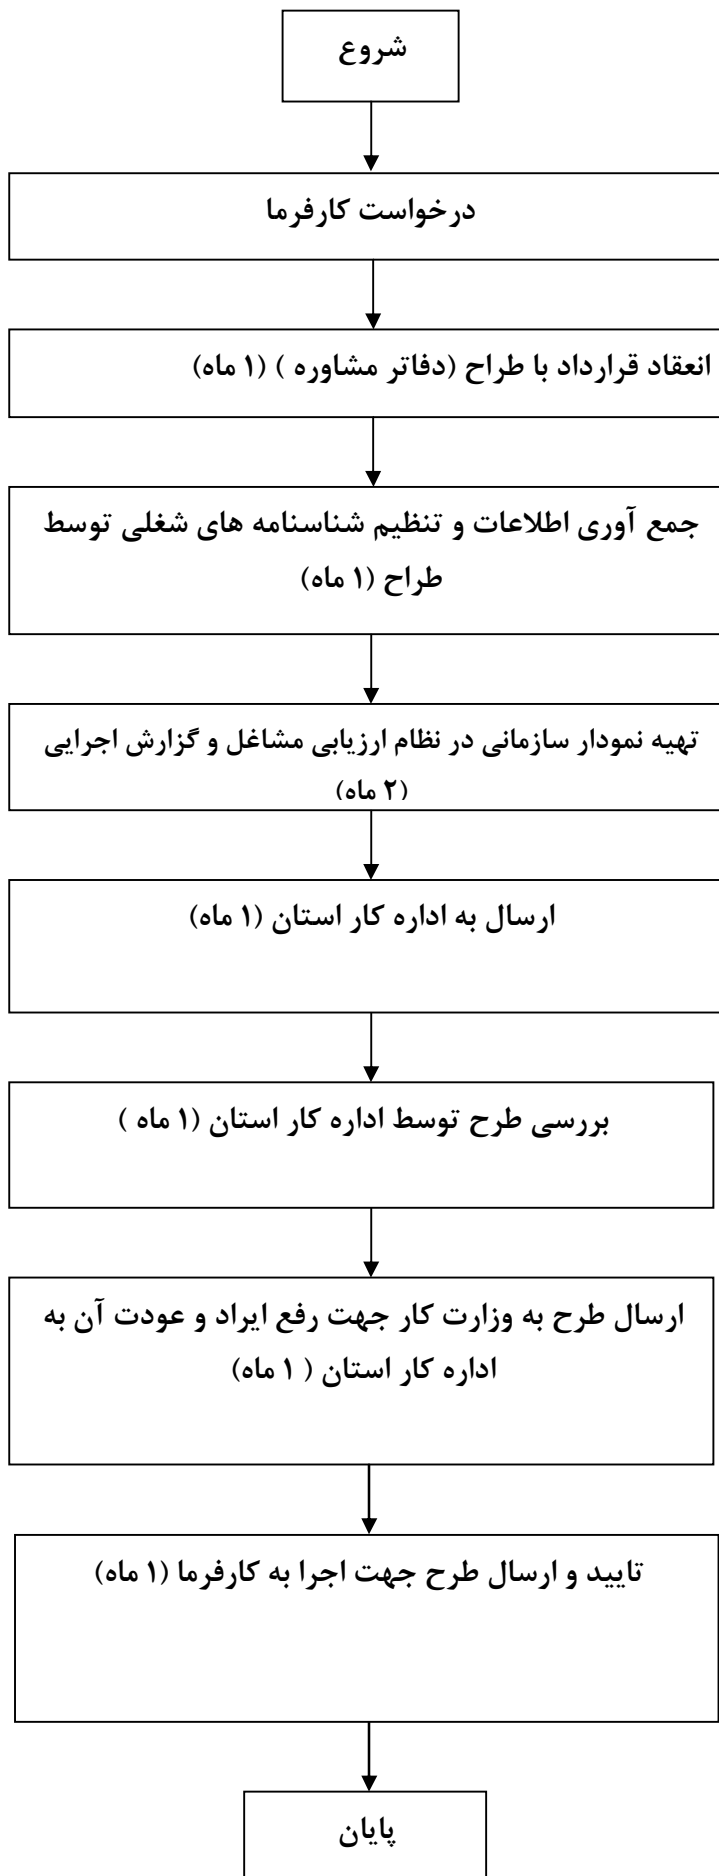 شروع
درخواست کارفرما
انعقاد قرارداد با طراح (دفاتر مشاوره ) (۱ ماه)
جمع آوری اطلاعات و تنظیم شناسنامه های شغلی توسط
طراح (۱ ماه)
تهیه نمودار سازمانی در نظام ارزیابی مشاغل و گزارش اجرایی
(۲ ماه)
ارسال به اداره کار استان (۱ ماه)
بررسی طرح توسط اداره کار استان (۱ ماه )
ارسال طرح به وزارت کار جهت رفع ایراد و عودت آن به
اداره کار استان ( ۱ ماه)
تایید و ارسال طرح جهت اجرا به کارفرما (۱ ماه)
پایان